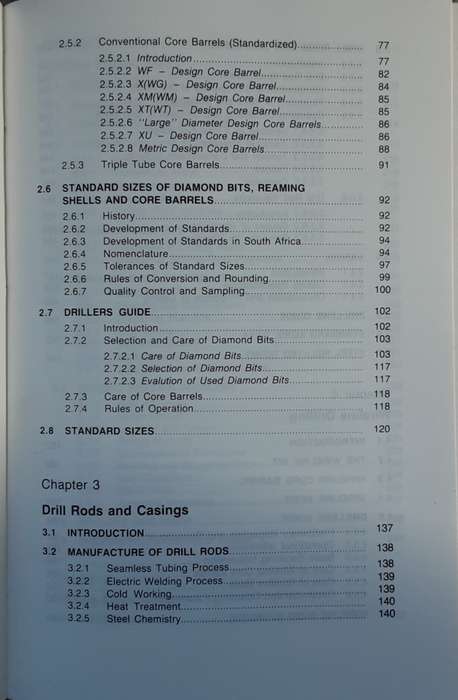 2.5.2 Conventional Core Barrels (Standardized) 77
2.5.2.1 Introduction 77
2.5.2.2 WF – Design Core Barrel 82
2.5.2.3 X(WG) – Design Core Barrel 84
2.5.2.4 XM(WM) – Design Core Barrel 85
2.5.2.5 XT(WT) – Design Core Barrel 85
2.5.2.6 "Large" Diameter Design Core Barrels 86
2.5.2.7 XU – Design Core Barrel 86
2.5.2.8 Metric Design Core Barrels 88
2.5.3 Triple Tube Core Barrels 91
2.6 STANDARD SIZES OF DIAMOND BITS, REAMING
SHELLS AND CORE BARRELS 92
2.6.1 History 92
2.6.2 Development of Standards 92
2.6.3 Development of Standards in South Africa 94
2.6.4 Nomenclature 94
2.6.5 Tolerances of Standard Sizes 97
2.6.6 Rules of Conversion and Rounding 99
2.6.7 Quality Control and Sampling 100
2.7 DRILLERS GUIDE 102
2.7.1 Introduction 102
2.7.2 Selection and Care of Diamond Bits 103
2.7.2.1 Care of Diamond Bits 103
2.7.2.2 Selection of Diamond Bits 117
2.7.2.3 Evalution of Used Diamond Bits 117
2.7.3 Care of Core Barrels 118
2.7.4 Rules of Operation 118
2.8 STANDARD SIZES 120
Chapter 3
Drill Rods and Casings
3.1 INTRODUCTION 137
3.2 MANUFACTURE OF DRILL RODS 138
3.2.1 Seamless Tubing Process 138
3.2.2 Electric Welding Process 139
3.2.3 Cold Working 139
3.2.4 Heat Treatment 140
3.2.5 Steel Chemistry 140